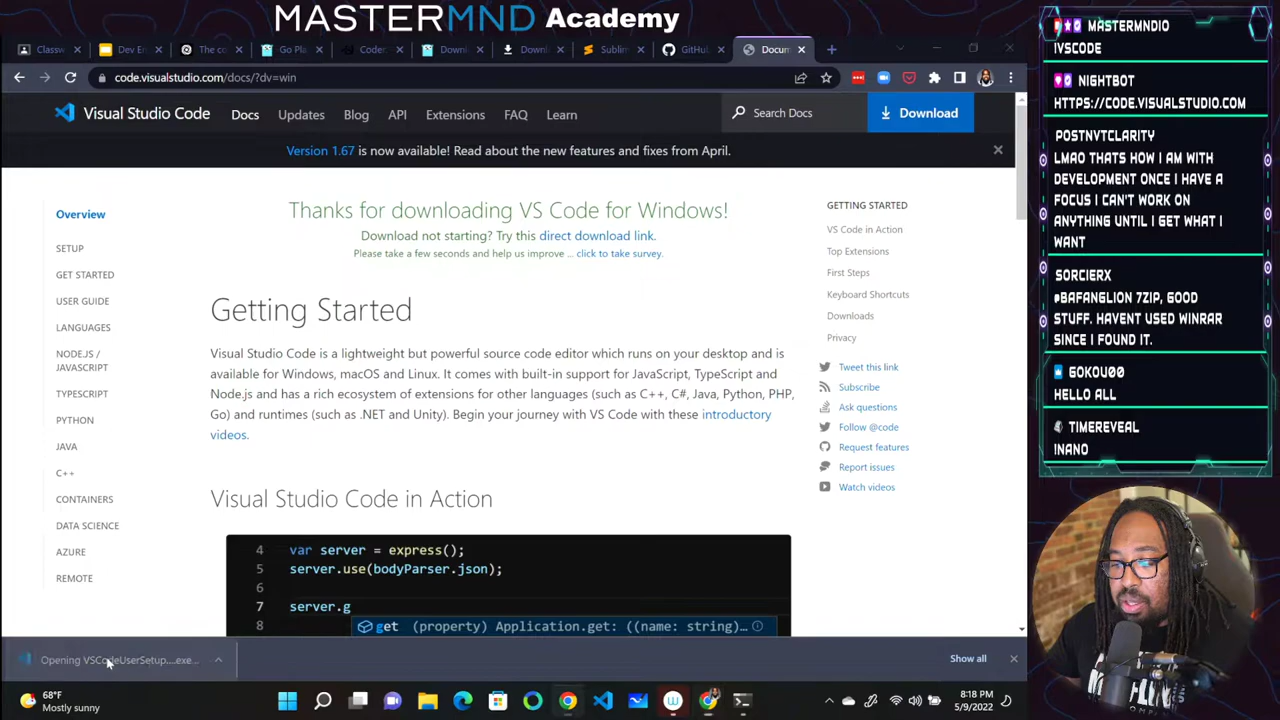 MASTERMND Academy
Classw
Dev En
The co
Go Pla
Coder
Downl
Downl
Sublim
GitHu
Docum
code.visualstudio.com/docs/?dv=win
Visual Studio Code
Docs
Updates
Blog
API
Extensions
FAQ
Learn
Search Docs
Download
Version 1.67 is now available! Read about the new features and fixes from April.
Overview
SETUP
GET STARTED
USER GUIDE
LANGUAGES
NODE.JS /
JAVASCRIPT
TYPESCRIPT
PYTHON
JAVA
C++
CONTAINERS
DATA SCIENCE
AZURE
REMOTE
Thanks for downloading VS Code for Windows!
Download not starting? Try this direct download link.
Please take a few seconds and help us improve ... click to take survey.
Getting Started
Visual Studio Code is a lightweight but powerful source code editor which runs on your desktop and is
available for Windows, macOS and Linux. It comes with built-in support for JavaScript, TypeScript and
Node.js and has a rich ecosystem of extensions for other languages (such as C++, C#, Java, Python, PHP,
Go) and runtimes (such as .NET and Unity). Begin your journey with VS Code with these introductory
videos.
Visual Studio Code in Action
4 var server = express();
5 server.use(bodyParser.json);
6
7 server.g
8 get (property) Application.get: ((name: string)...
GETTING STARTED
VS Code in Action
Top Extensions
First Steps
Keyboard Shortcuts
Downloads
Privacy
Tweet this link
Subscribe
Ask questions
Follow @code
Request features
Report issues
Watch videos
Opening VSCodeUserSetup....exe...
Show all
68°F
Mostly sunny
8:18 PM
5/9/2022
MASTERMNDIO
!VSCODE
NIGHTBOT
HTTPS://CODE.VISUALSTUDIO.COM
POSTNVTCLARITY
LMAO THATS HOW I AM WITH
DEVELOPMENT ONCE I HAVE A
FOCUS I CAN'T WORK ON
ANYTHING UNTIL I GET WHAT I
WANT
SORCIERX
@BAFANGLION 7ZIP, GOOD
STUFF. HAVENT USED WINRAR
SINCE I FOUND IT.
GOKOU00
HELLO ALL
TIMEREVEAL
!NANO